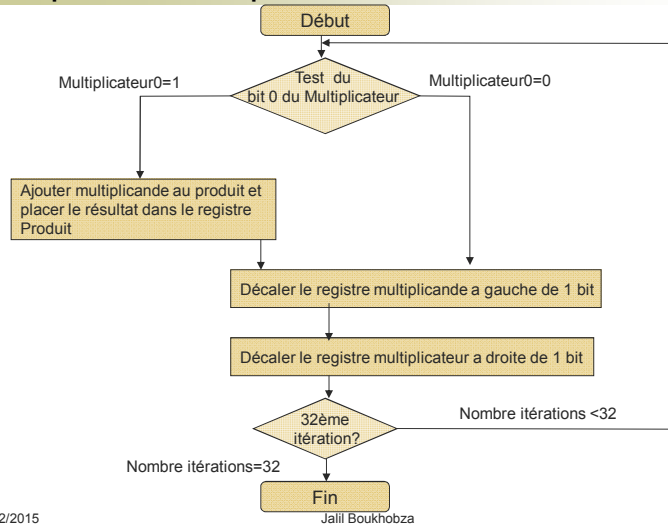 Début
Test du
bit 0 du Multiplicateur
Multiplicateur0=1
Multiplicateur0=0
Ajouter multiplicande au produit et
placer le résultat dans le registre
Produit
Décaler le registre multiplicande a gauche de 1 bit
Décaler le registre multiplicateur a droite de 1 bit
32ème
itération?
Nombre itérations <32
Nombre itérations=32
Fin
2/2015
Jalil Boukhobza